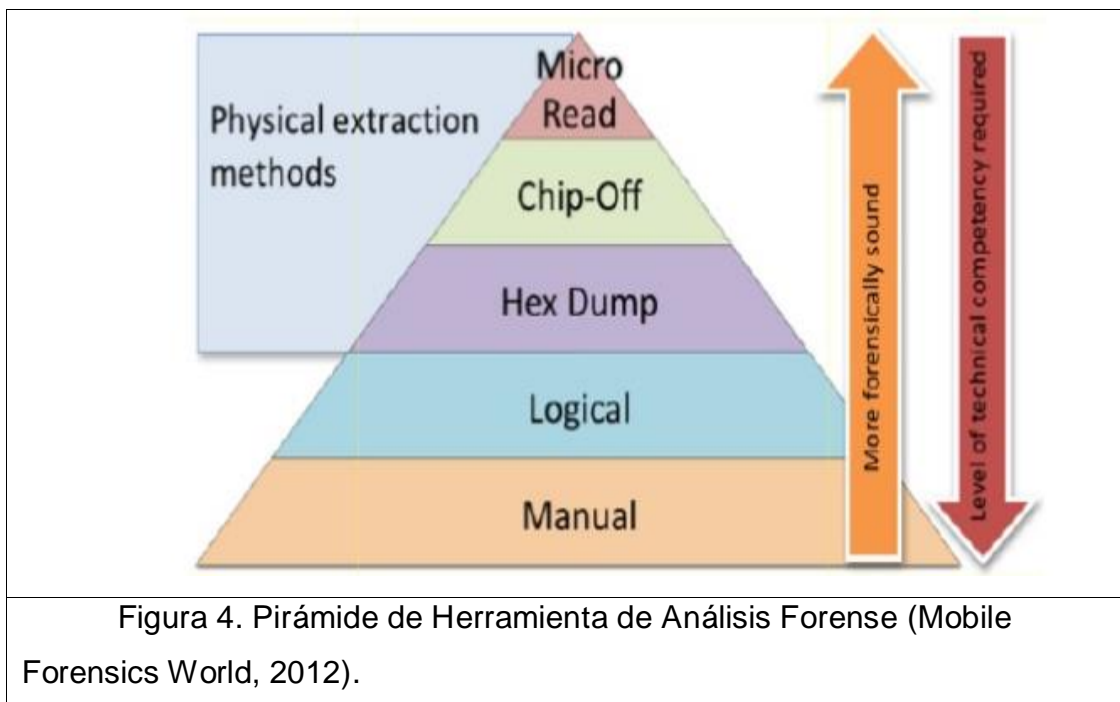 Micro
Read
Physical extraction
methods
Chip-Off
Hex Dump
Logical
Manual
More forensically sound
Level of technical competency required
Figura 4. Pirámide de Herramienta de Análisis Forense (Mobile
Forensics World, 2012).